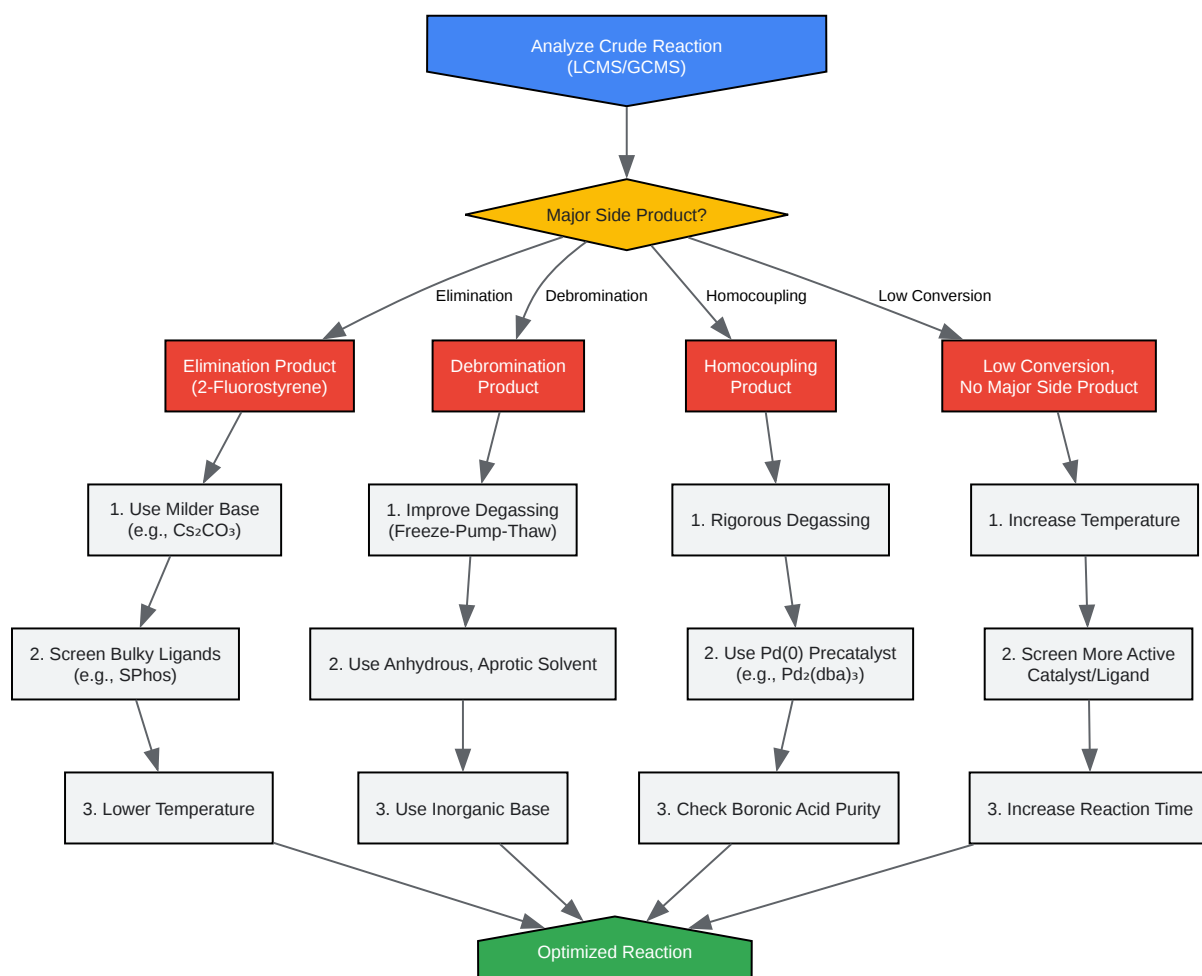 Analyze Crude Reaction
(LCMS/GCMS)
Major Side Product?
Elimination
Debromination
Homocoupling
Low Conversion
Elimination Product
(2-Fluorostyrene)
Debromination
Product
Homocoupling
Product
Low Conversion,
No Major Side Product
1. Use Milder Base
(e.g., Cs₂CO₃)
1. Improve Degassing
(Freeze-Pump-Thaw)
1. Rigorous Degassing
1. Increase Temperature
2. Screen Bulky Ligands
(e.g., SPhos)
2. Use Anhydrous, Aprotic Solvent
2. Use Pd(0) Precatalyst
(e.g., Pd₂(dba)₃)
2. Screen More Active
Catalyst/Ligand
3. Lower Temperature
3. Use Inorganic Base
3. Check Boronic Acid Purity
3. Increase Reaction Time
Optimized Reaction